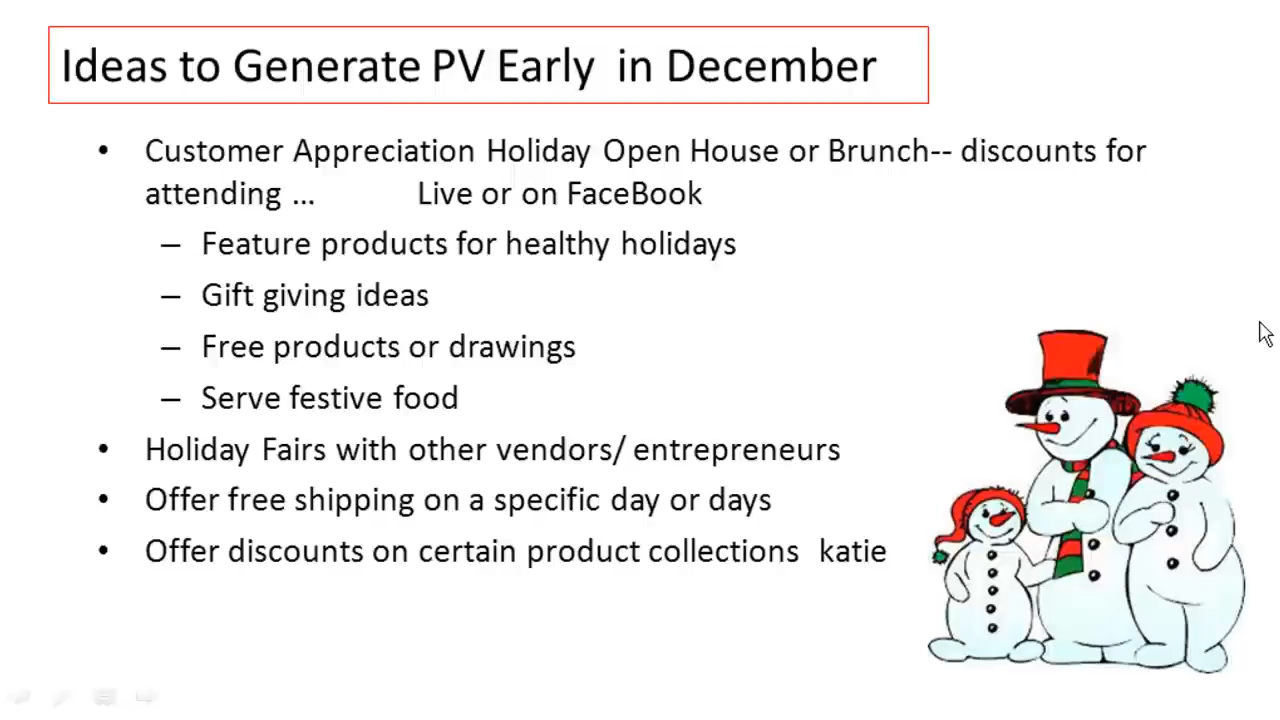 Ideas to Generate PV Early  in December
• Customer Appreciation Holiday Open House or Brunch-- discounts for
attending ...          Live or on FaceBook
– Feature products for healthy holidays
– Gift giving ideas
– Free products or drawings
– Serve festive food
• Holiday Fairs with other vendors/ entrepreneurs
• Offer free shipping on a specific day or days
• Offer discounts on certain product collections  katie